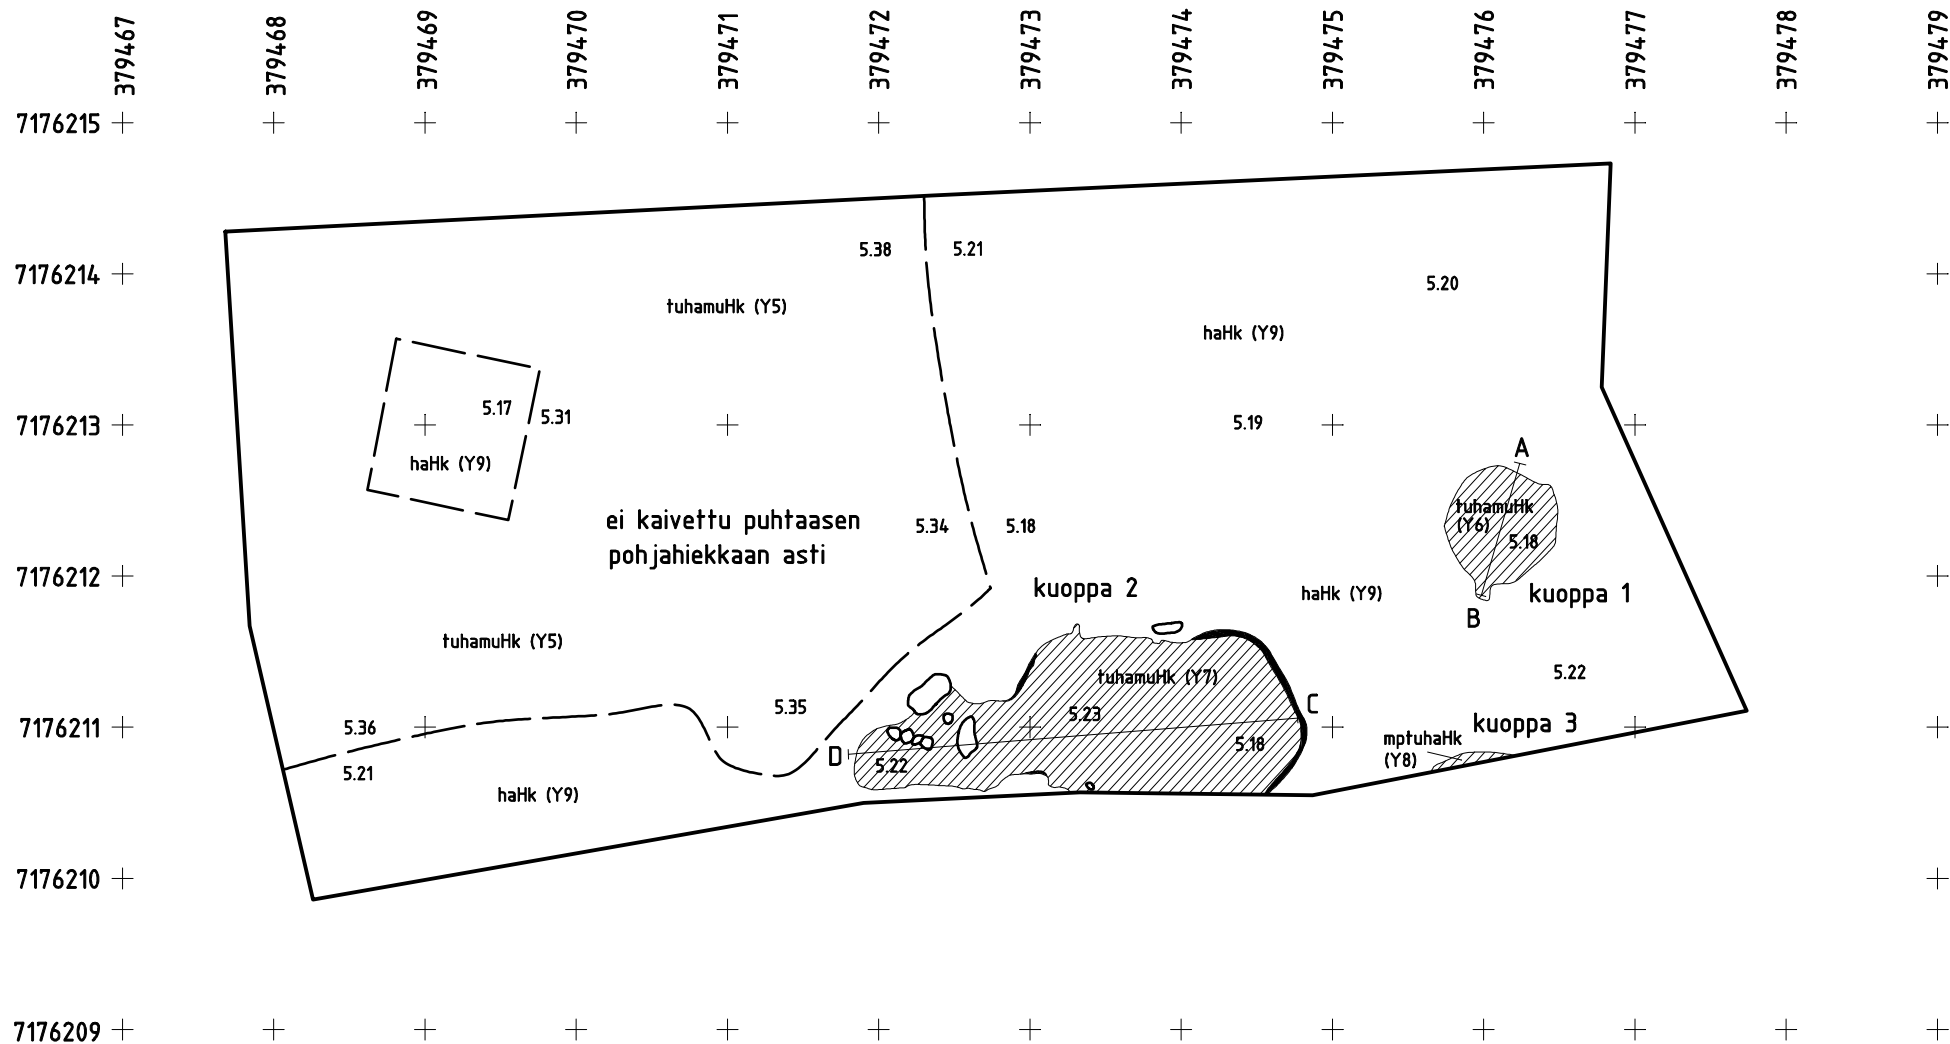 379467
379468
379469
379470
379471
379472
379473
379474
379475
379476
379477
379478
379479
7176215
7176214
5.38
5.21
5.20
tuhamuHk (Y5)
haHk (Y9)
7176213
5.17
5.31
5.19
haHk (Y9)
A
tuhamuHk
(Y6)
5.18
ei kaivettu puhtaasen
pohjahiekkaan asti
5.34
5.18
7176212
kuoppa 2
haHk (Y9)
kuoppa 1
B
tuhamuHk (Y5)
tuhamuHk (Y7)
5.22
C
5.35
5.23
7176211
5.36
kuoppa 3
5.18
mptuhaHk
(Y8)
D
5.22
5.21
haHk (Y9)
7176210
7176209